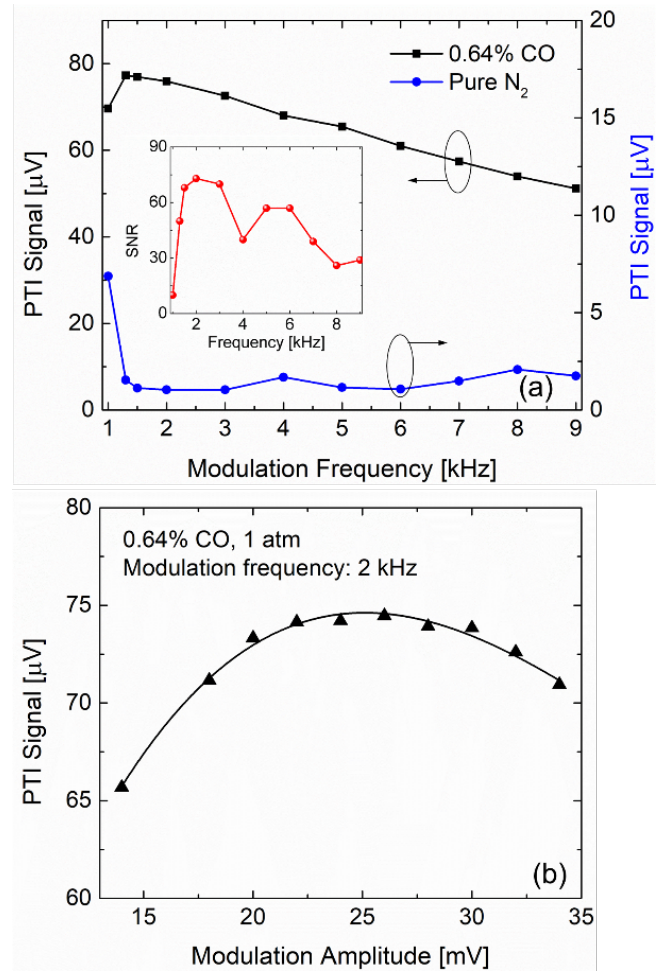 20
80
0.64% CO
Pure N₂
60
15
90
60
SNR
30
0
2 4 6 8
Frequency [kHz]
40
10
20
5
0
0
(a)
PTI Signal [μV]
PTI Signal [μV]
1 2 3 4 5 6 7 8 9
Modulation Frequency [kHz]
80
0.64% CO, 1 atm
Modulation frequency: 2 kHz
75
70
65
60
PTI Signal [μV]
(b)
15 20 25 30 35
Modulation Amplitude [mV]